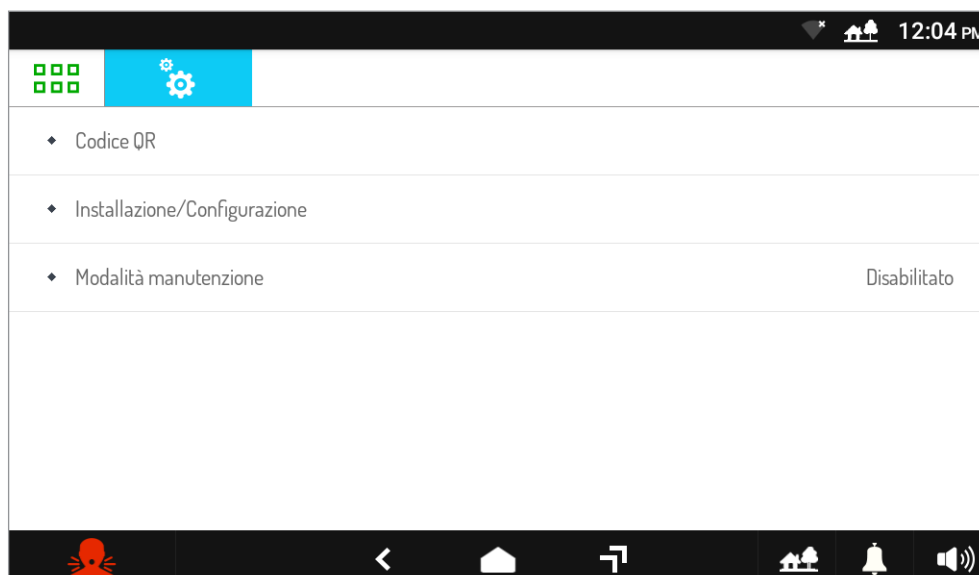 12:04 PM
Codice QR
Installazione/Configurazione
Modalità manutenzione Disabilitato